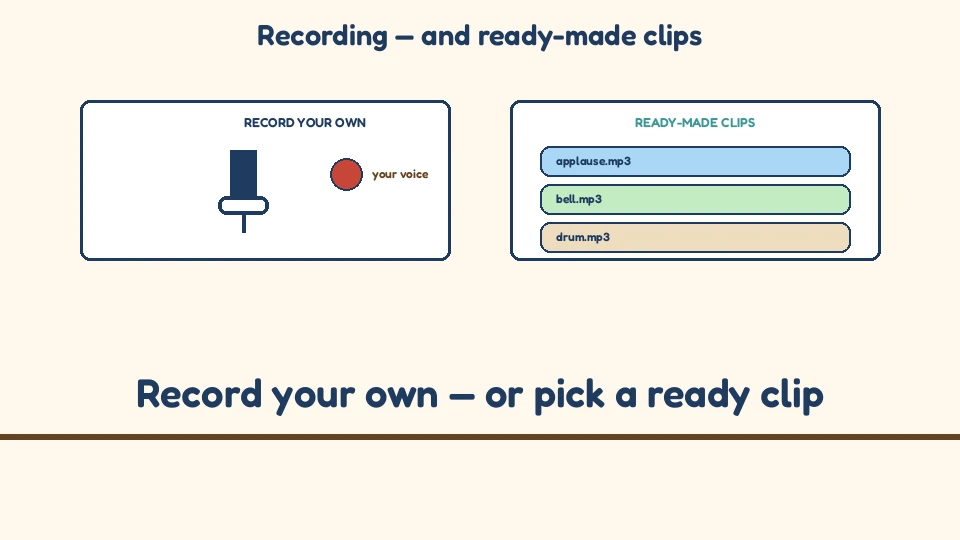 Recording — and ready-made clips
RECORD YOUR OWN
your voice
READY-MADE CLIPS
applause.mp3
bell.mp3
drum.mp3
Record your own — or pick a ready clip